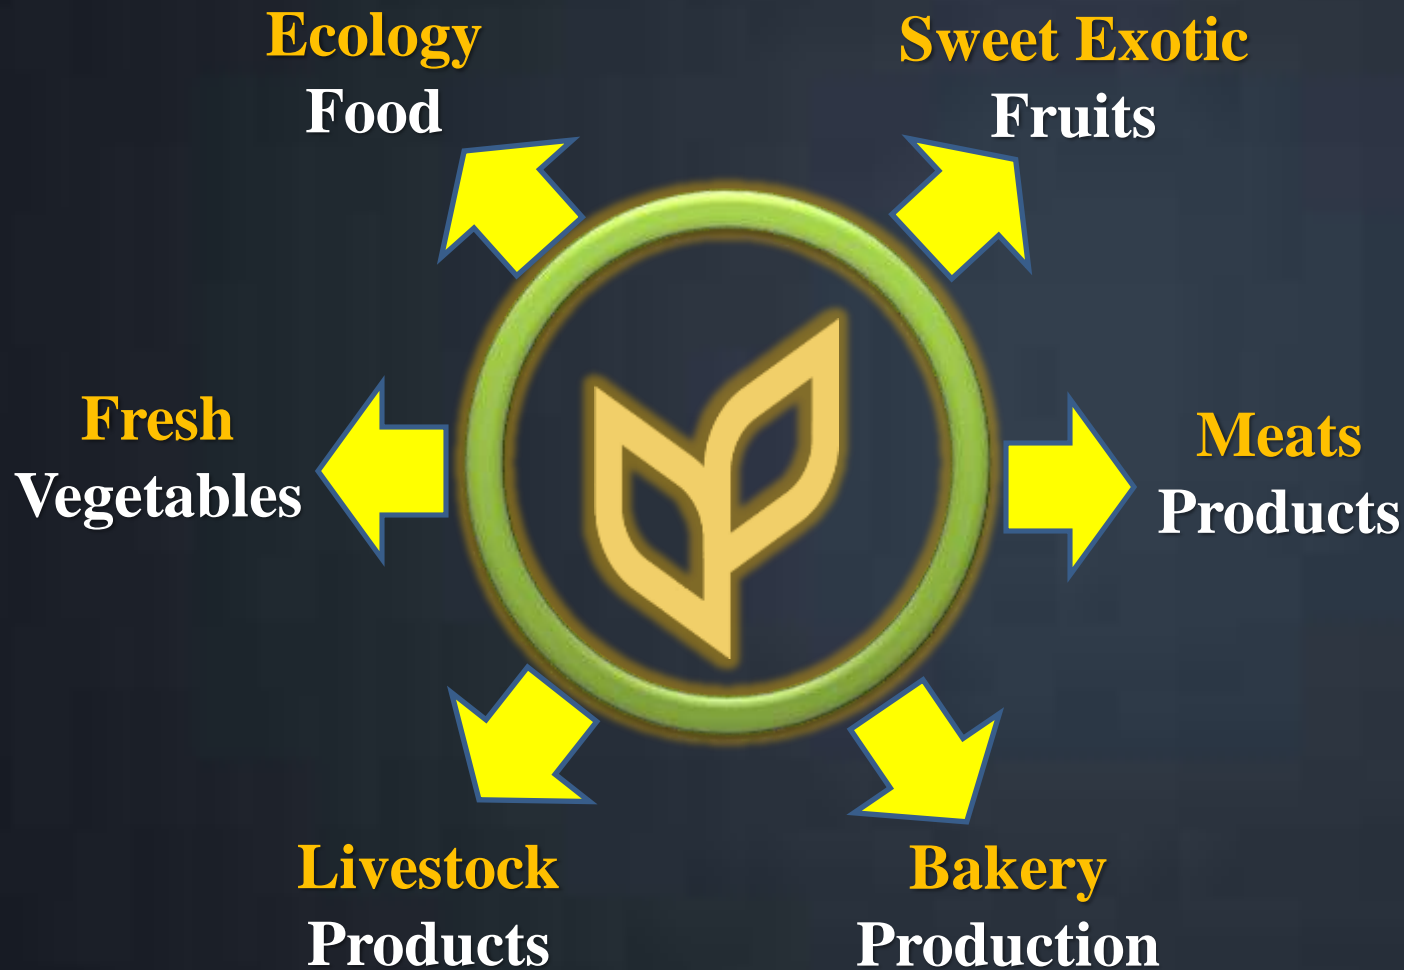 Ecology
Food
Sweet Exotic
Fruits
Fresh
Vegetables
Meats
Products
Livestock
Products
Bakery
Production